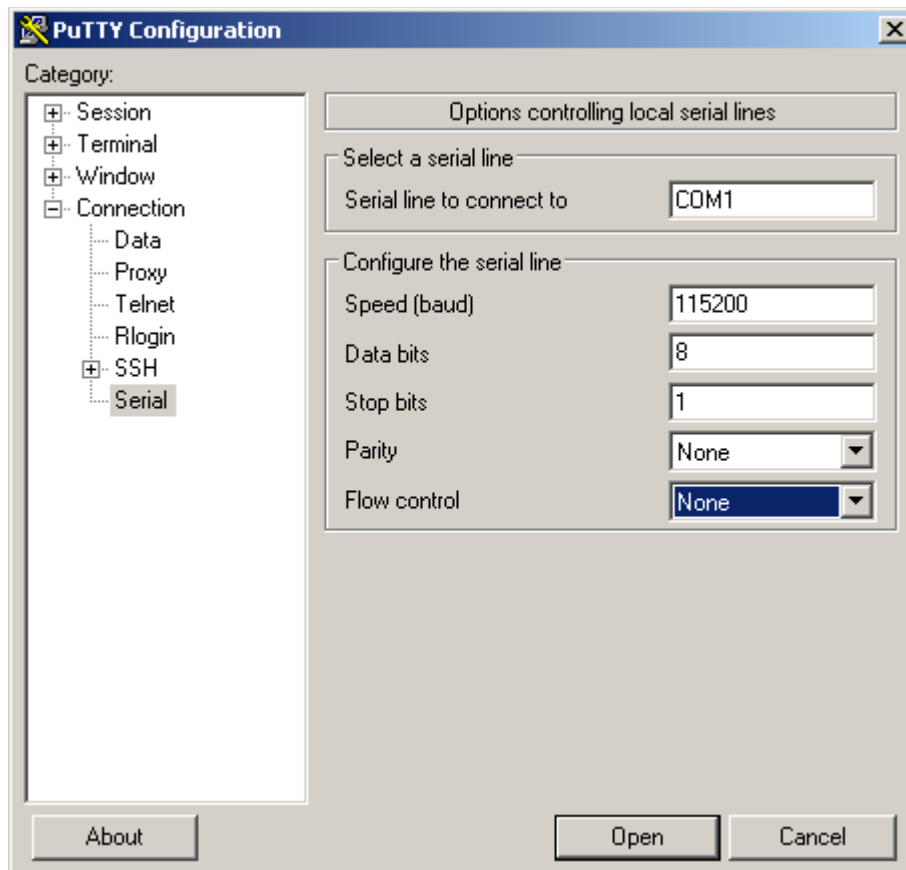 PuTTY Configuration
Category:
Session
Terminal
Window
Connection
Data
Proxy
Telnet
Rlogin
SSH
Serial
Options controlling local serial lines
Select a serial line
Serial line to connect to COM1
Configure the serial line
Speed (baud) 115200
Data bits 8
Stop bits 1
Parity None
Flow control None
About Open Cancel